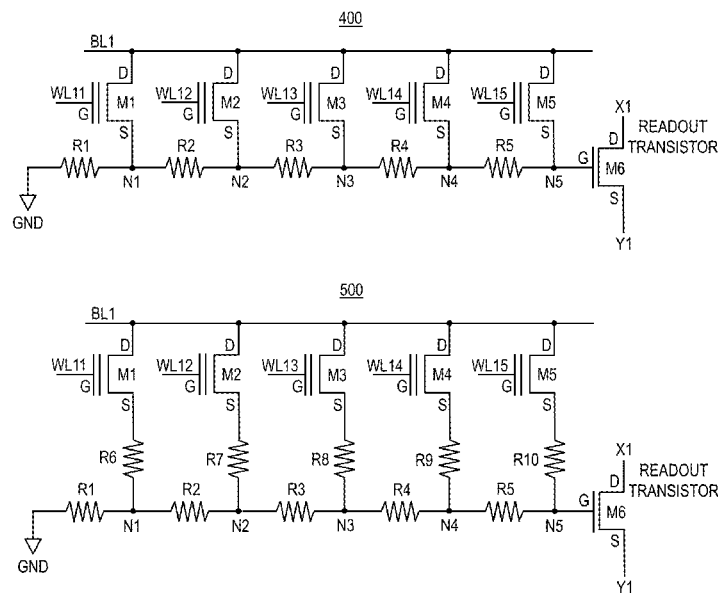 400
BL1
D D D D D
WL11 WL12 WL13 WL14 WL15
G M1 G M2 G M3 G M4 G M5
S S S S S
X1
READOUT
TRANSISTOR
R1 R2 R3 R4 R5
D
G M6
S
N1 N2 N3 N4 N5
GND
Y1
500
BL1
D D D D D
WL11 WL12 WL13 WL14 WL15
G M1 G M2 G M3 G M4 G M5
S S S S S
R6 R7 R8 R9 R10
X1
READOUT
TRANSISTOR
R1 R2 R3 R4 R5
D
G M6
S
N1 N2 N3 N4 N5
GND
Y1